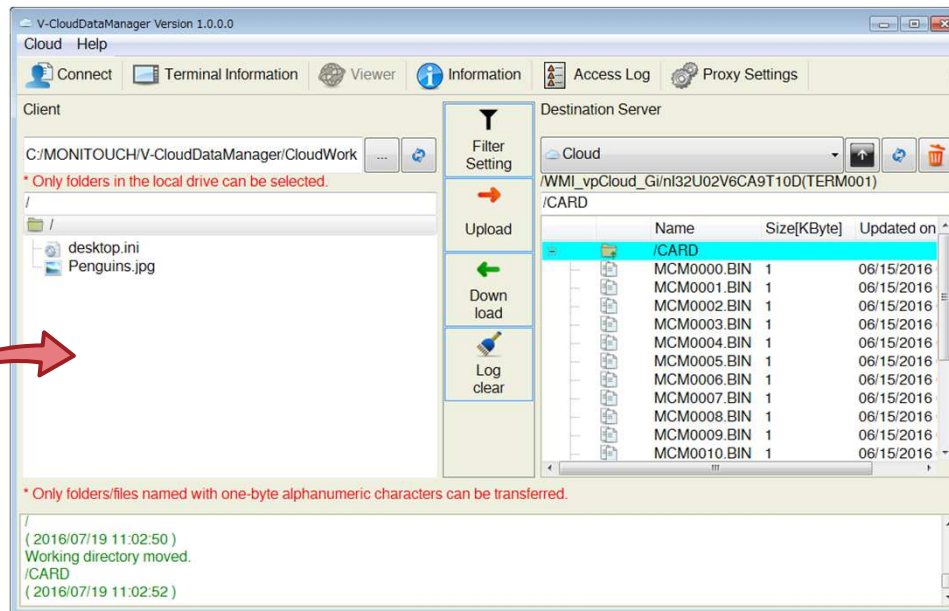 V-CloudDataManager Version 1.0.0.0
Cloud Help
Connect Terminal Information Viewer Information Access Log Proxy Settings
Client
C:/MONITOUCH/V-CloudDataManager/CloudWork ...
* Only folders in the local drive can be selected.
/
/
desktop.ini
Penguins.jpg
Filter
Setting
Upload
Down
load
Log
clear
Destination Server
Cloud
/WMI_vpCloud_Gi/nI32U02V6CA9T10D(TERM001)
/CARD
Name Size[KByte] Updated on
/CARD
MCM0000.BIN 1 06/15/2016
MCM0001.BIN 1 06/15/2016
MCM0002.BIN 1 06/15/2016
MCM0003.BIN 1 06/15/2016
MCM0004.BIN 1 06/15/2016
MCM0005.BIN 1 06/15/2016
MCM0006.BIN 1 06/15/2016
MCM0007.BIN 1 06/15/2016
MCM0008.BIN 1 06/15/2016
MCM0009.BIN 1 06/15/2016
MCM0010.BIN 1 06/15/2016
* Only folders/files named with one-byte alphanumeric characters can be transferred.
/
( 2016/07/19 11:02:50 )
Working directory moved.
/CARD
( 2016/07/19 11:02:52 )